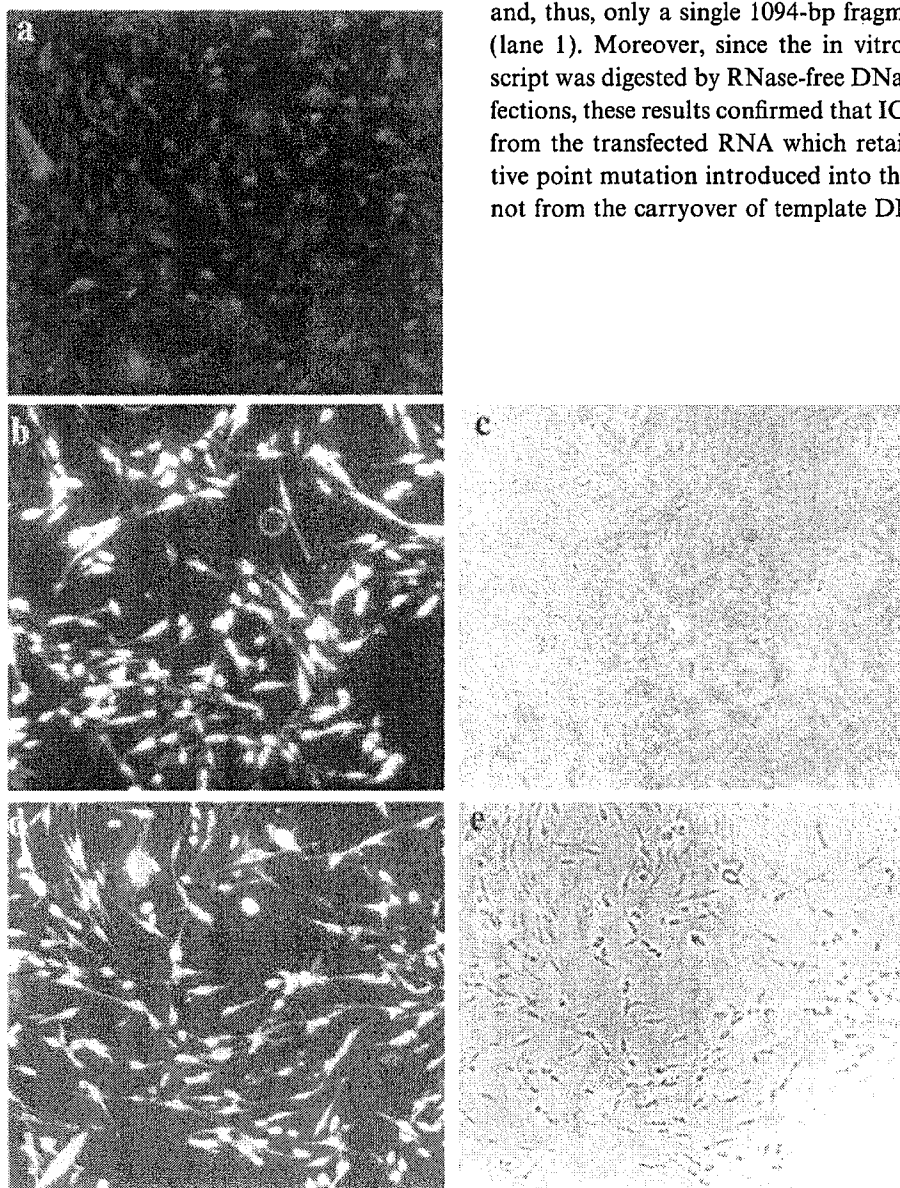 a
and, thus, only a single 1094-bp fragm
(lane 1). Moreover, since the in vitro
script was digested by RNase-free DNa
fections, these results confirmed that IC
from the transfected RNA which retai
tive point mutation introduced into th
not from the carryover of template DI
b
c
d
e